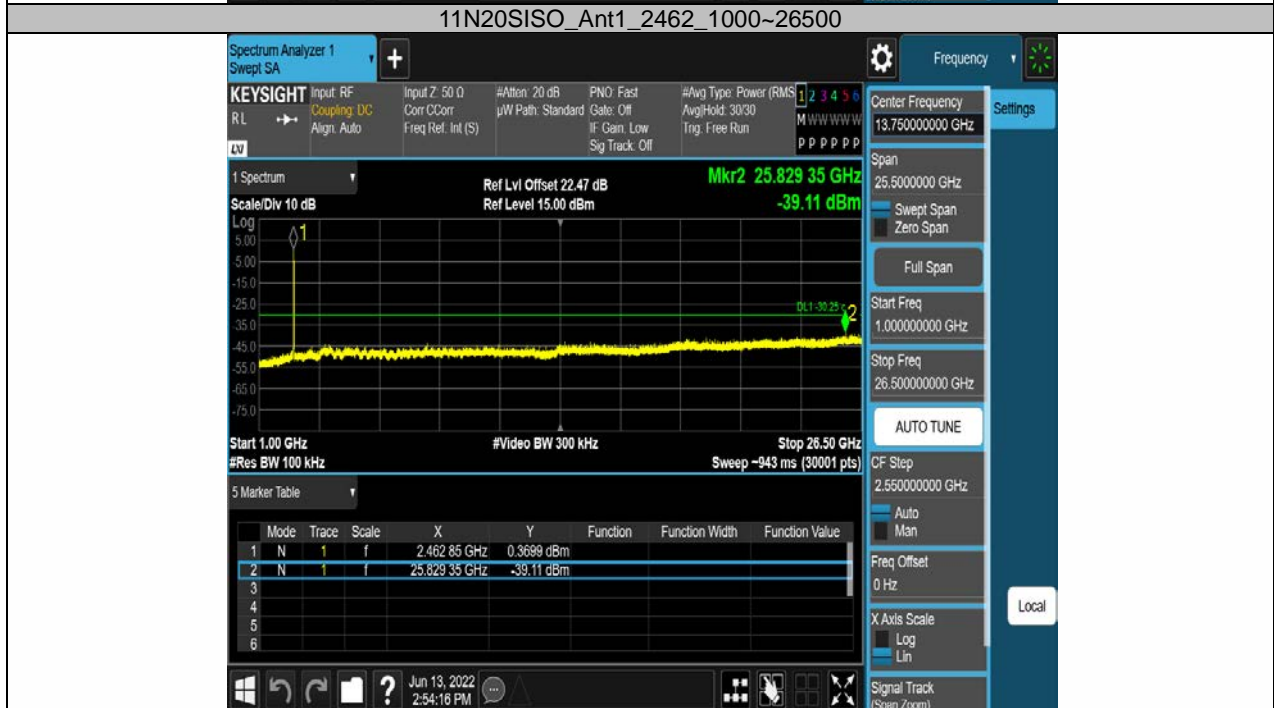 11N20SISO_Ant1_2462_1000~26500
Spectrum Analyzer 1
Swept SA
+
Frequency
KEYSIGHT
RL
LV
Input: RF
Coupling: DC
Align: Auto
Input Z: 50 Ω
Corr CCorr
Freq Ref: Int (S)
#Atten: 20 dB
µW Path: Standard
PNO: Fast
Gate: Off
IF Gain: Low
Sig Track: Off
#Avg Type: Power (RMS
Avg|Hold: 30/30
Trig: Free Run
1 2 3 4 5 6
M W W W W W
P P P P P P
1 Spectrum
Scale/Div 10 dB
Ref Lvl Offset 22.47 dB
Ref Level 15.00 dBm
Mkr2 25.829 35 GHz
-39.11 dBm
Log
5.00
-5.00
-15.0
-25.0
-35.0
-45.0
-55.0
-65.0
-75.0
1
DL1 -30.25
2
Start 1.00 GHz
#Res BW 100 kHz
#Video BW 300 kHz
Stop 26.50 GHz
Sweep ~943 ms (30001 pts)
5 Marker Table
Mode Trace Scale X Y Function Function Width Function Value
1 N 1 f 2.462 85 GHz 0.3699 dBm
2 N 1 f 25.829 35 GHz -39.11 dBm
3
4
5
6
Jun 13, 2022
2:54:16 PM
?
Center Frequency
13.750000000 GHz
Settings
Span
25.5000000 GHz
Swept Span
Zero Span
Full Span
Start Freq
1.000000000 GHz
Stop Freq
26.500000000 GHz
AUTO TUNE
CF Step
2.550000000 GHz
Auto
Man
Freq Offset
0 Hz
X Axis Scale
Log
Lin
Local
Signal Track
(Span Zoom)